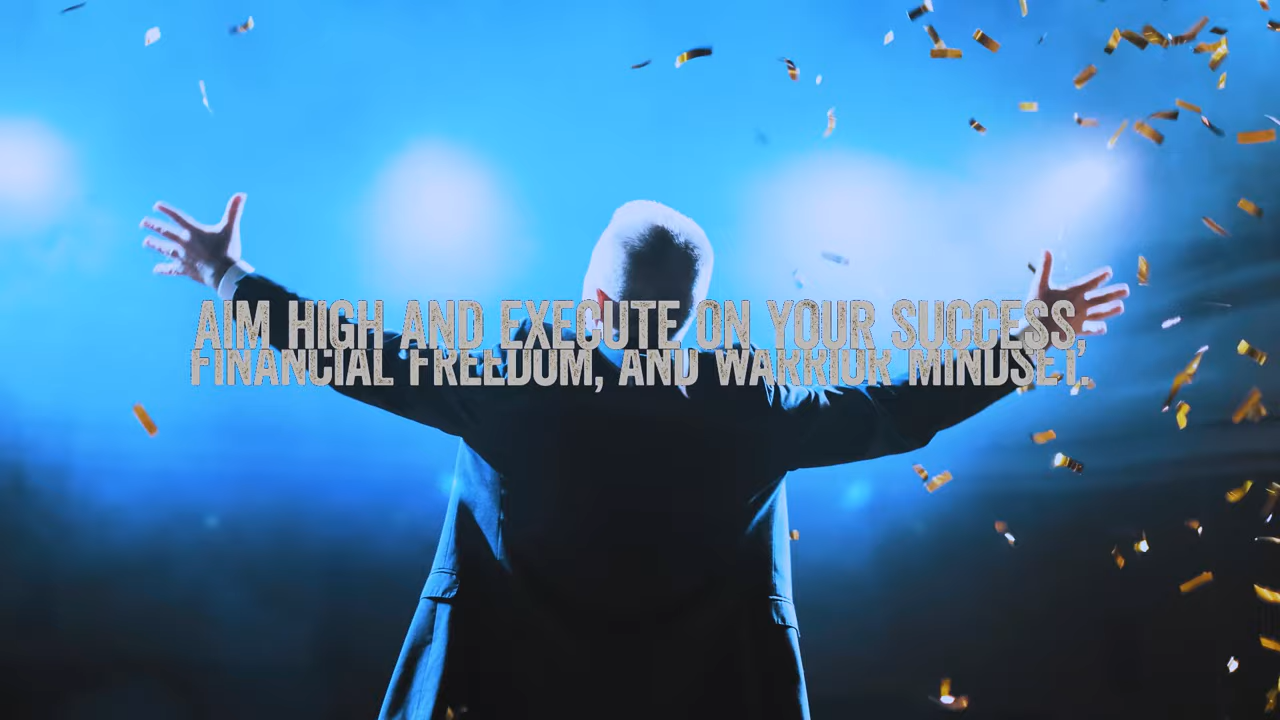 AIM HIGH AND EXECUTE ON YOUR SUCCESS,
FINANCIAL FREEDOM, AND WARRIOR MINDSET.